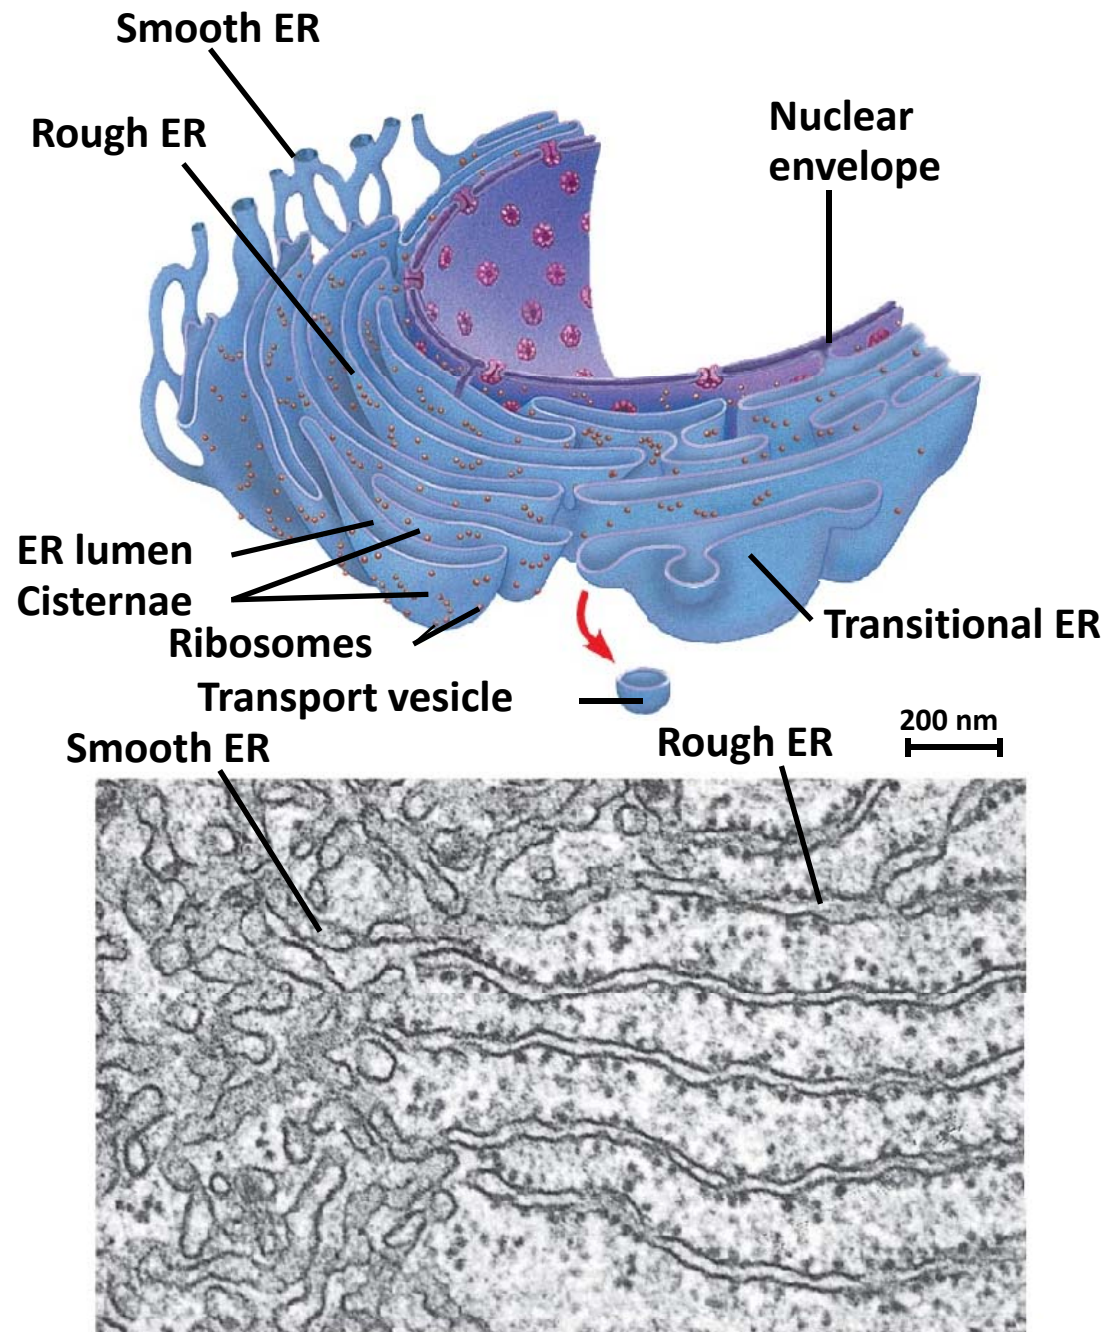 Smooth ER
Rough ER
Nuclear
envelope
ER lumen
Cisternae
Ribosomes
Transitional ER
Transport vesicle
200 nm
Smooth ER
Rough ER